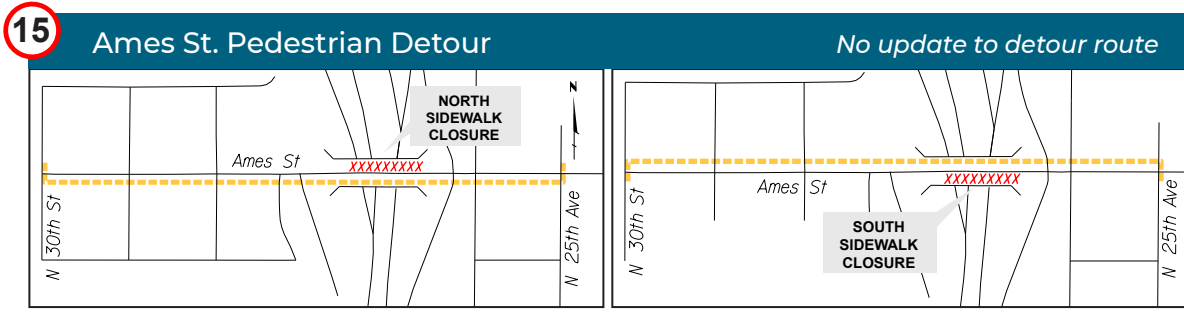 15
Ames St. Pedestrian Detour
No update to detour route
NORTH
SIDEWALK
CLOSURE
N
XXXXXXXXX
Ames St
N 30th St
N 25th Ave
XXXXXXXXX
Ames St
N 30th St
N 25th Ave
SOUTH
SIDEWALK
CLOSURE